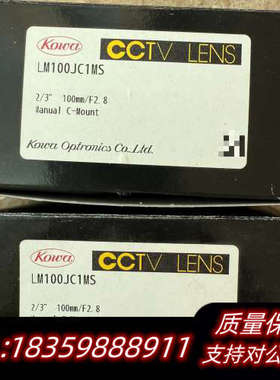 Kowa CCTV LENS
LM100JC1MS
2/3" 100mm/F2.8
Manual C-Mount
Kowa Optronics Co., Ltd.
Kowa CCTV LENS
LM100JC1MS
2/3" 100mm/F2.8
质量保
:18359888911
支持对公